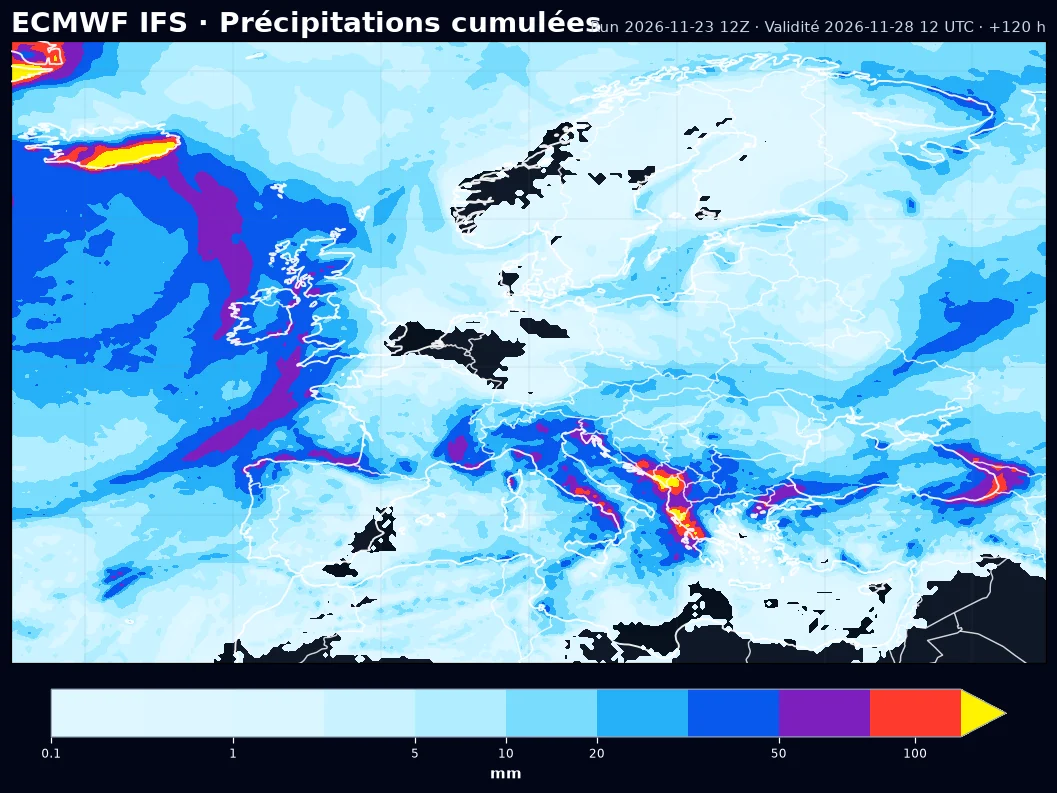 ECMWF IFS · Précipitations cumulées
Run 2026-11-23 12Z · Validité 2026-11-28 12 UTC · +120 h
0.1 1 5 10 20 50 100
mm